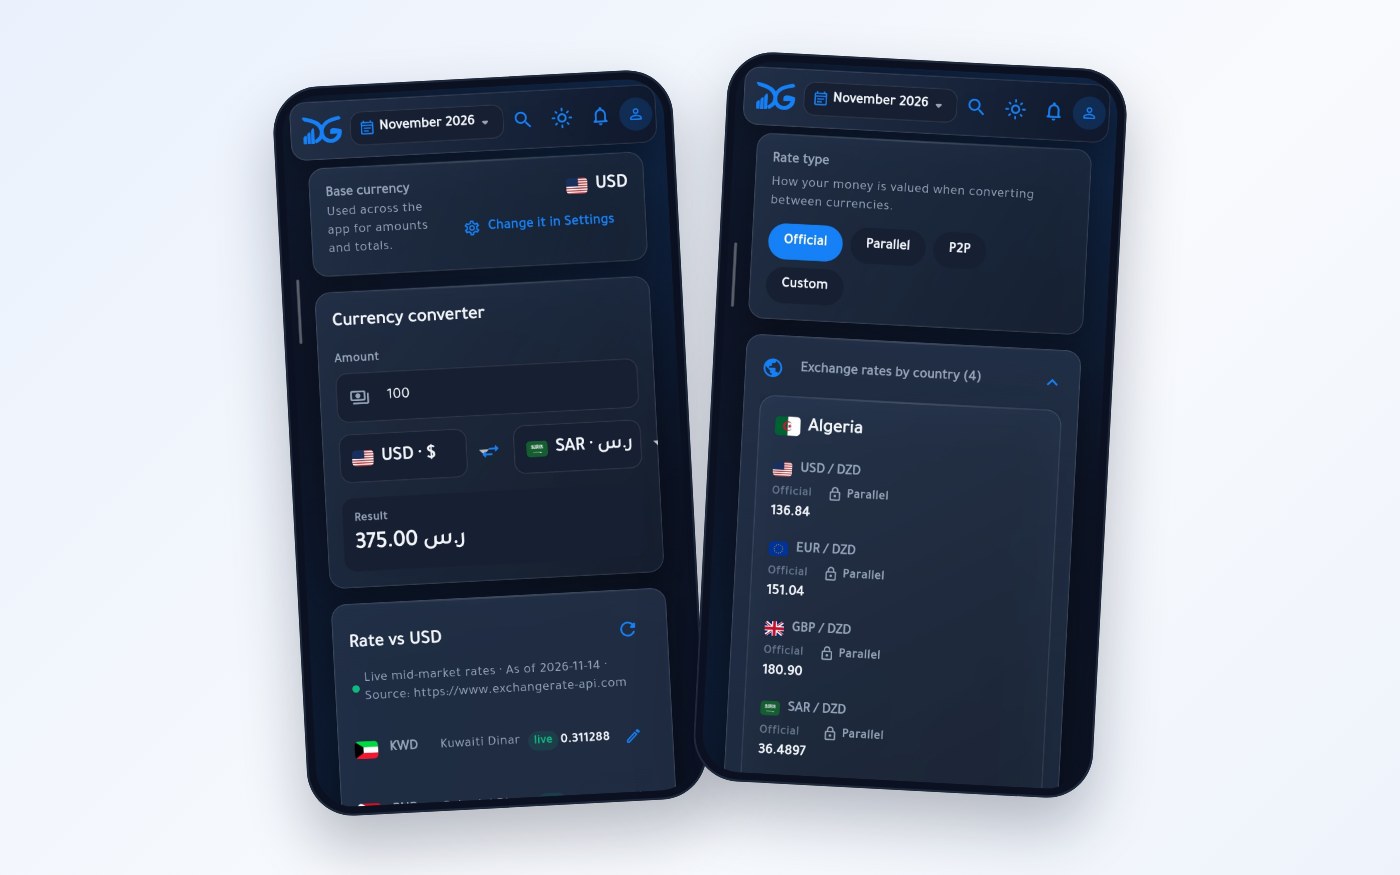 November 2026
Base currency
USD
Used across the
app for amounts
and totals.
Change it in Settings
Currency converter
Amount
100
USD · $
SAR · ر.س
Result
375.00 ر.س
Rate vs USD
Live mid-market rates · As of 2026-11-14 ·
Source: https://www.exchangerate-api.com
KWD Kuwaiti Dinar live 0.311288
November 2026
Rate type
How your money is valued when converting
between currencies.
Official Parallel P2P
Custom
Exchange rates by country (4)
Algeria
USD / DZD
Official Parallel
136.84
EUR / DZD
Official Parallel
151.04
GBP / DZD
Official Parallel
180.90
SAR / DZD
Official Parallel
36.4897